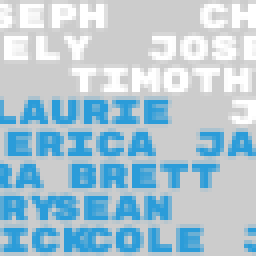 SEPH CH
ELY JOSE
TIMOTH
LAURIE J
ERICA JA
RA BRETT
RYSEAN
ICKCOLE J